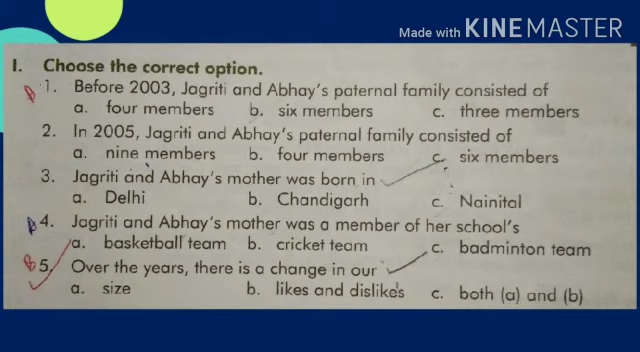 Made with KINEMASTER
I. Choose the correct option.
1. Before 2003, Jagriti and Abhay's paternal family consisted of
a. four members b. six members c. three members
2. In 2005, Jagriti and Abhay's paternal family consisted of
a. nine members b. four members c. six members
3. Jagriti and Abhay's mother was born in
a. Delhi b. Chandigarh c. Nainital
4. Jagriti and Abhay's mother was a member of her school's
a. basketball team b. cricket team c. badminton team
5. Over the years, there is a change in our
a. size b. likes and dislikes c. both (a) and (b)